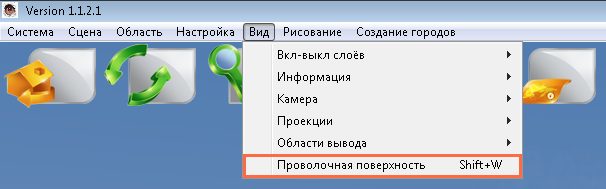 Version 1.1.2.1
Система Сцена Область Настройка Вид Рисование Создание городов
Вкл-выкл слоёв
Информация
Камера
Проекции
Области вывода
Проволочная поверхность Shift+W